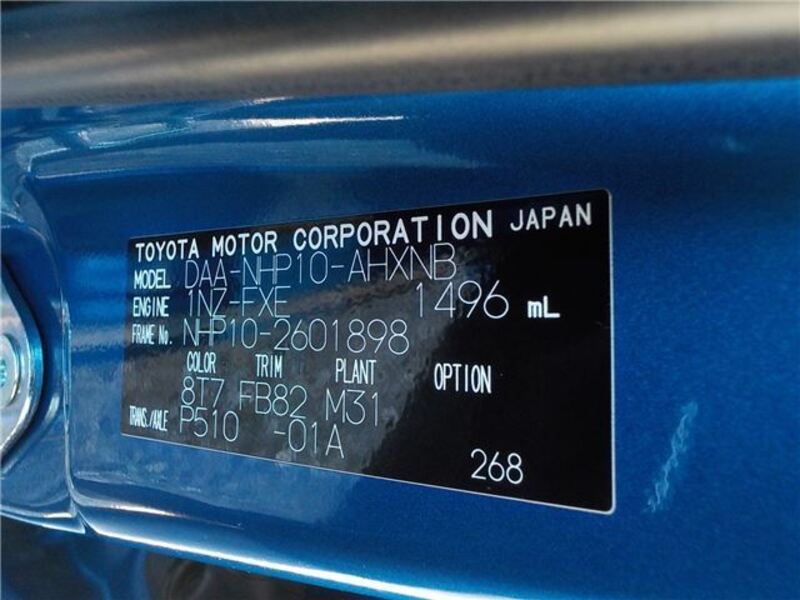 TOYOTA MOTOR CORPORATION JAPAN
MODEL DAA-NHP10-AHXNB
ENGINE 1NZ-FXE 1496 mL
FRAME No. NHP10-2601898
COLOR TRIM PLANT OPTION
8T7 FB82 M31
TRANS./AXLE P510 -01A
268